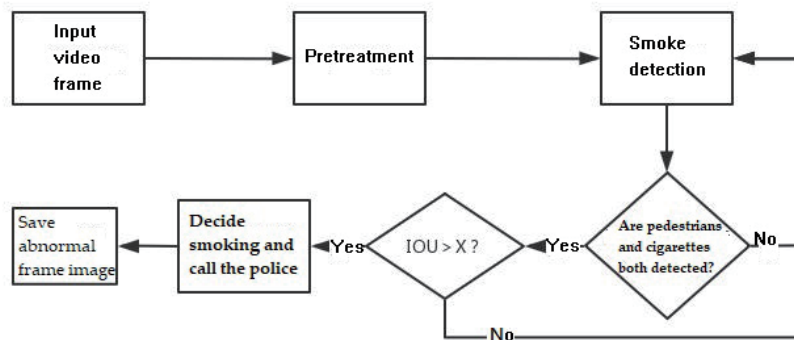 Input
video
frame
Pretreatment
Smoke
detection
Are pedestrians
and cigarettes
both detected?
No
Yes
IOU > X ?
No
Yes
Decide
smoking and
call the police
Save
abnormal
frame image